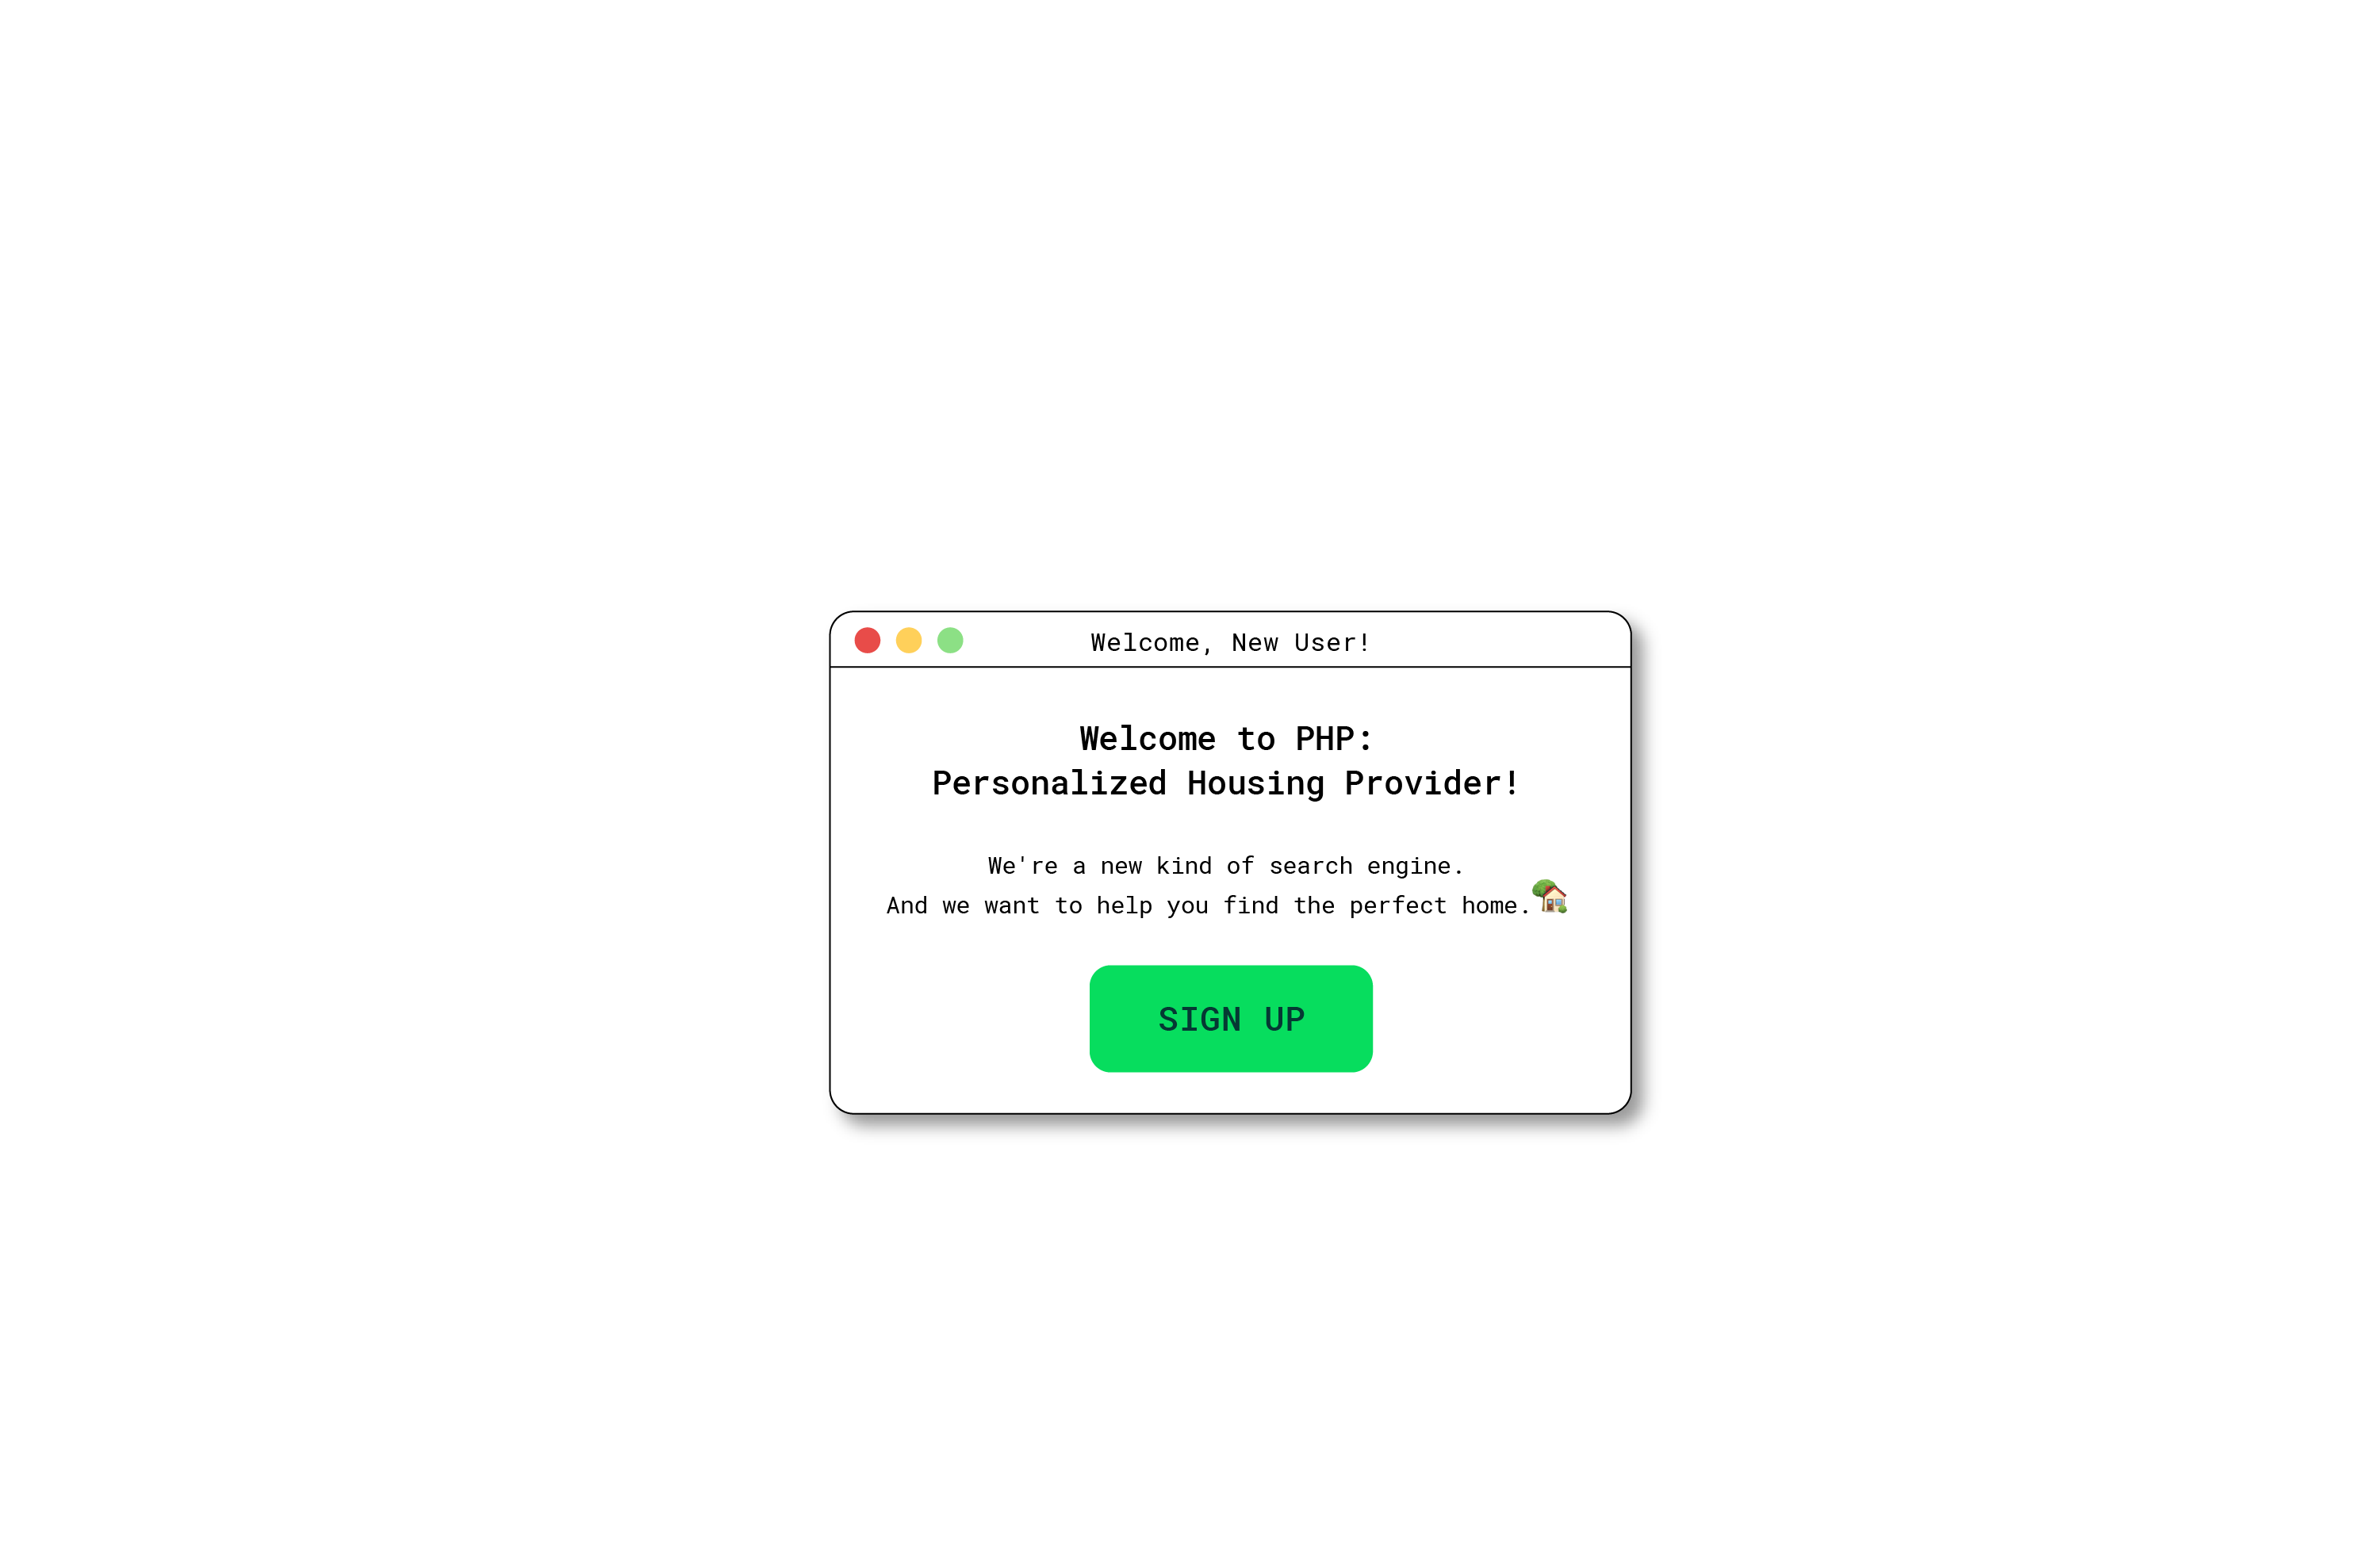 Welcome, New User!
Welcome to PHP:
Personalized Housing Provider!
We're a new kind of search engine.
And we want to help you find the perfect home.🏡
SIGN UP